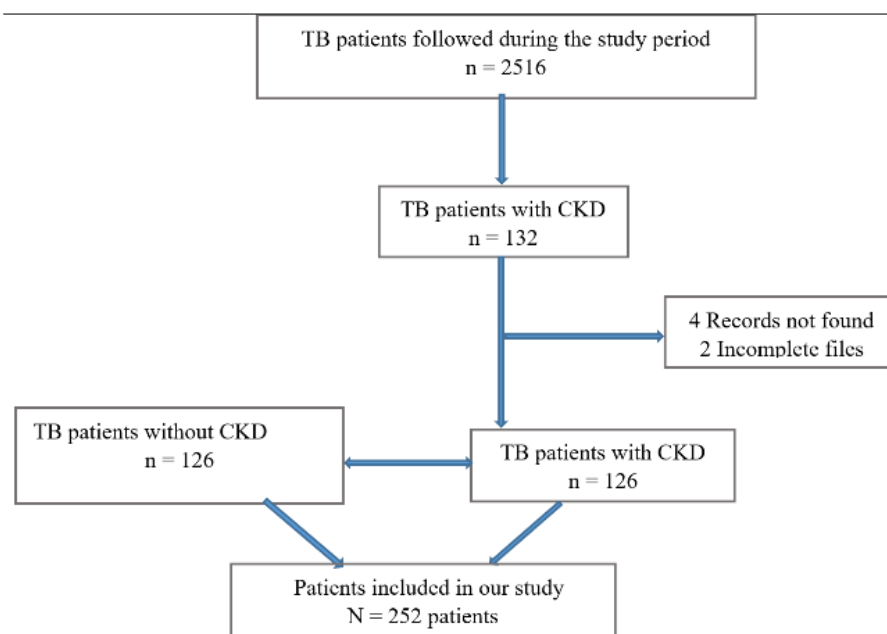 TB patients followed during the study period
n = 2516
TB patients with CKD
n = 132
4 Records not found
2 Incomplete files
TB patients without CKD
n = 126
TB patients with CKD
n = 126
Patients included in our study
N = 252 patients